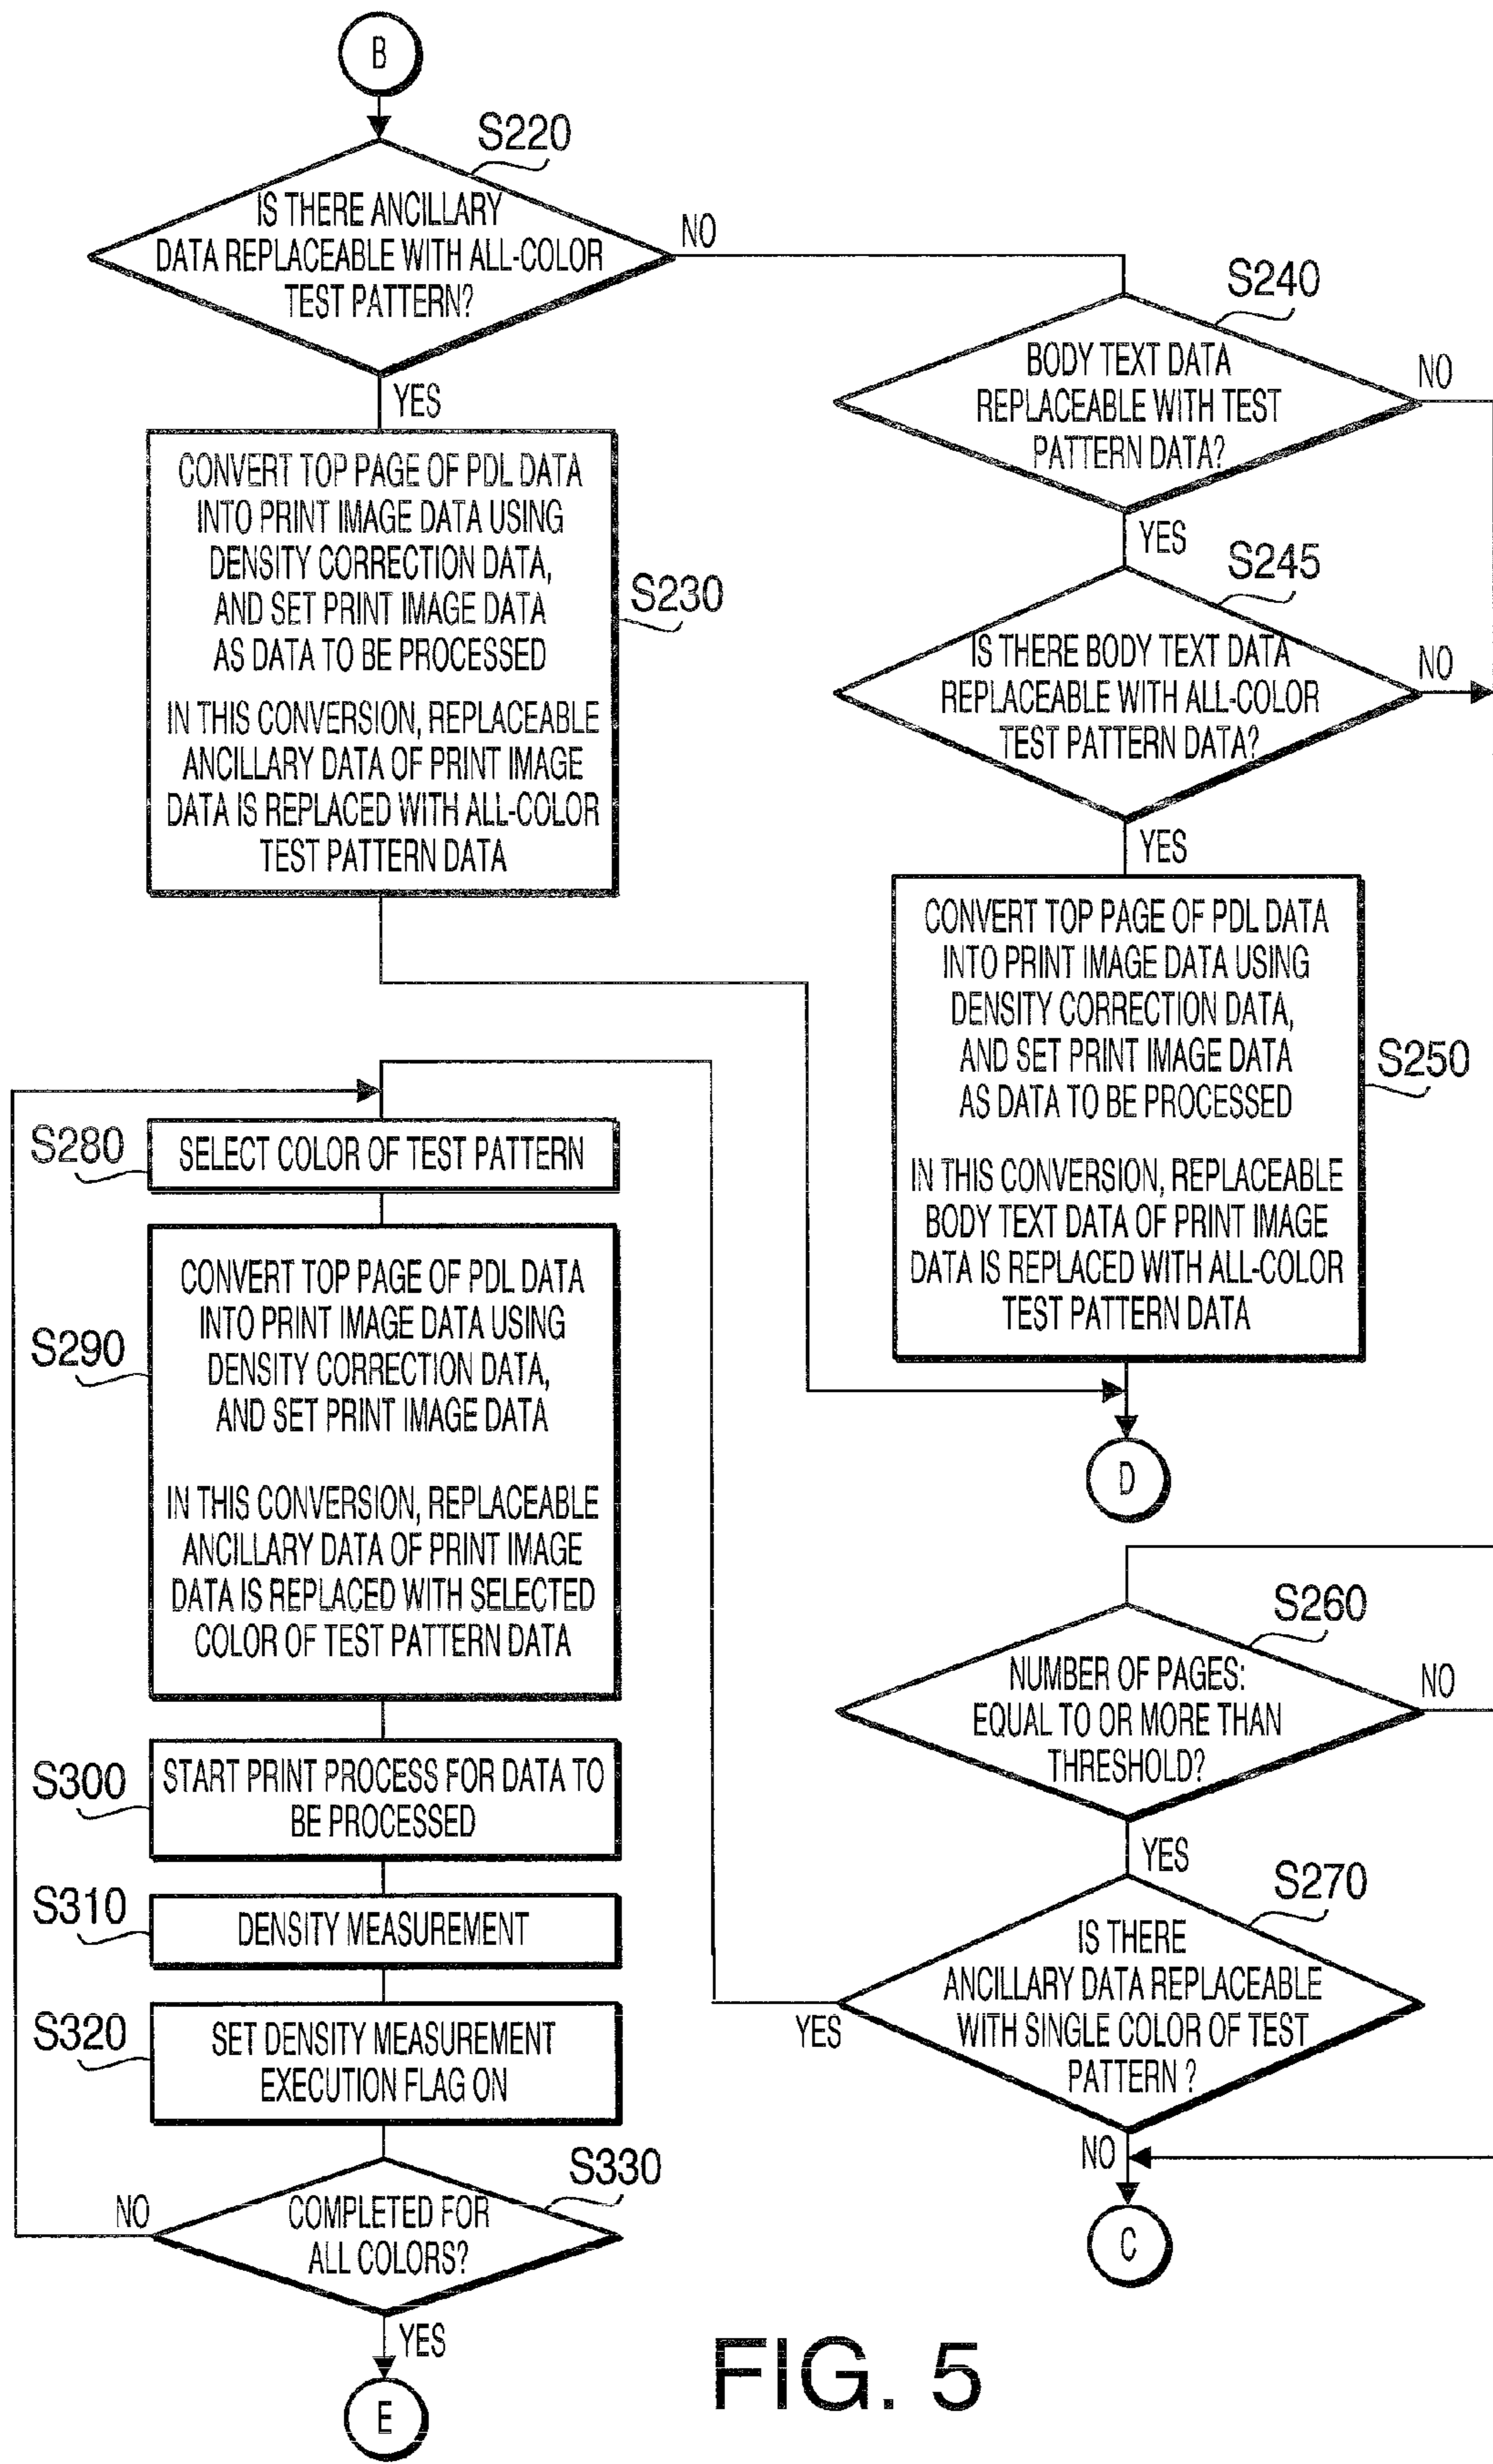 B
S220
IS THERE ANCILLARY
DATA REPLACEABLE WITH ALL-COLOR
TEST PATTERN?
NO
YES
CONVERT TOP PAGE OF PDL DATA
INTO PRINT IMAGE DATA USING
DENSITY CORRECTION DATA,
AND SET PRINT IMAGE DATA
AS DATA TO BE PROCESSED
IN THIS CONVERSION, REPLACEABLE
ANCILLARY DATA OF PRINT IMAGE
DATA IS REPLACED WITH ALL-COLOR
TEST PATTERN DATA
S230
S240
BODY TEXT DATA
REPLACEABLE WITH TEST
PATTERN DATA?
NO
YES
S245
IS THERE BODY TEXT DATA
REPLACEABLE WITH ALL-COLOR
TEST PATTERN DATA?
NO
YES
CONVERT TOP PAGE OF PDL DATA
INTO PRINT IMAGE DATA USING
DENSITY CORRECTION DATA,
AND SET PRINT IMAGE DATA
AS DATA TO BE PROCESSED
IN THIS CONVERSION, REPLACEABLE
BODY TEXT DATA OF PRINT IMAGE
DATA IS REPLACED WITH ALL-COLOR
TEST PATTERN DATA
S250
D
S260
NUMBER OF PAGES:
EQUAL TO OR MORE THAN
THRESHOLD?
NO
YES
S270
IS THERE
ANCILLARY DATA REPLACEABLE
WITH SINGLE COLOR OF TEST
PATTERN ?
YES
NO
C
S280
SELECT COLOR OF TEST PATTERN
S290
CONVERT TOP PAGE OF PDL DATA
INTO PRINT IMAGE DATA USING
DENSITY CORRECTION DATA,
AND SET PRINT IMAGE DATA
IN THIS CONVERSION, REPLACEABLE
ANCILLARY DATA OF PRINT IMAGE
DATA IS REPLACED WITH SELECTED
COLOR OF TEST PATTERN DATA
S300
START PRINT PROCESS FOR DATA TO
BE PROCESSED
S310
DENSITY MEASUREMENT
S320
SET DENSITY MEASUREMENT
EXECUTION FLAG ON
S330
COMPLETED FOR
ALL COLORS?
NO
YES
E
FIG. 5